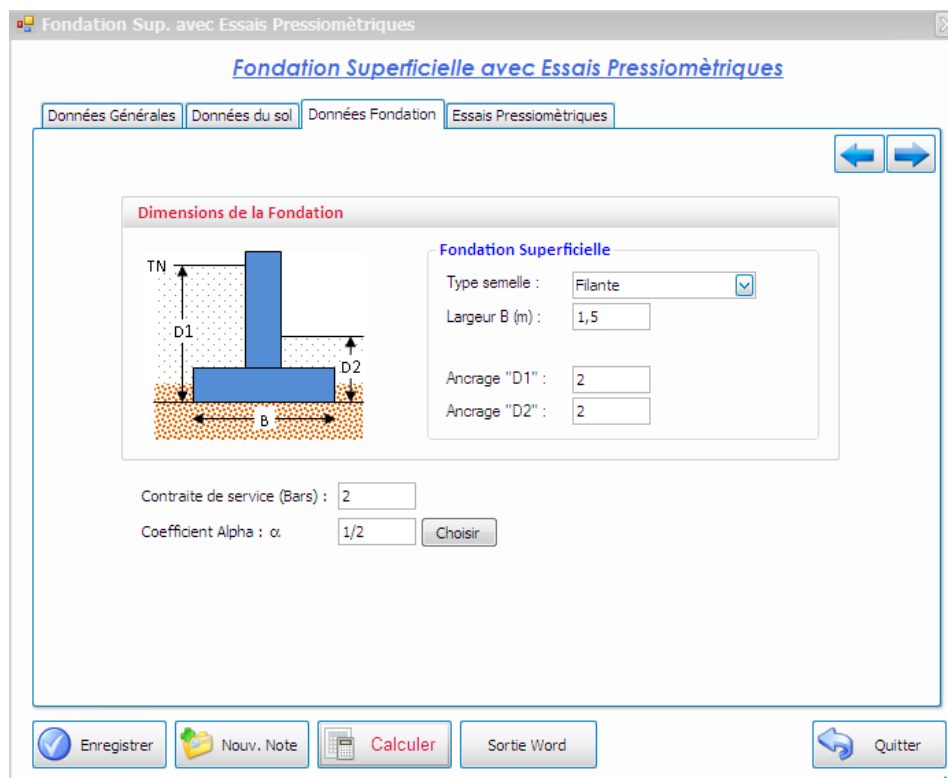 Fondation Sup. avec Essais Pressiomètriques
Fondation Superficielle avec Essais Pressiomètriques
Données Générales Données du sol Données Fondation Essais Pressiomètriques
Dimensions de la Fondation
TN
D1
D2
B
Fondation Superficielle
Type semelle : Filante
Largeur B (m) : 1,5
Ancrage "D1" : 2
Ancrage "D2" : 2
Contraite de service (Bars) : 2
Coefficient Alpha : α 1/2 Choisir
Enregistrer Nouv. Note Calculer Sortie Word Quitter